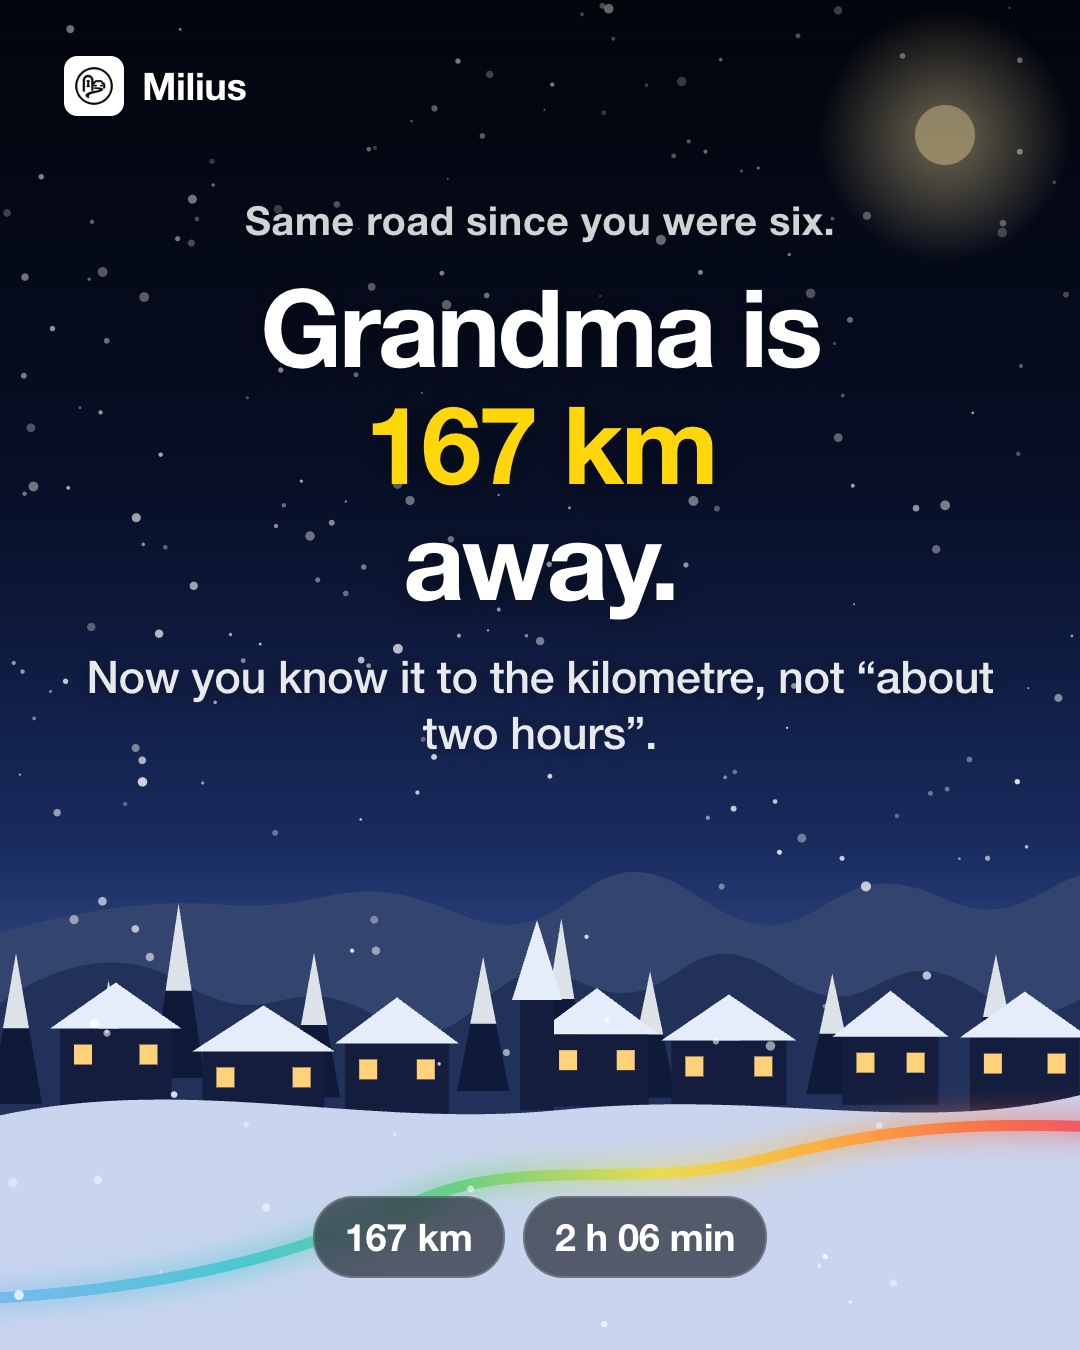 Milius
Same road since you were six.
Grandma is
167 km
away.
Now you know it to the kilometre, not “about
two hours”.
167 km
2 h 06 min